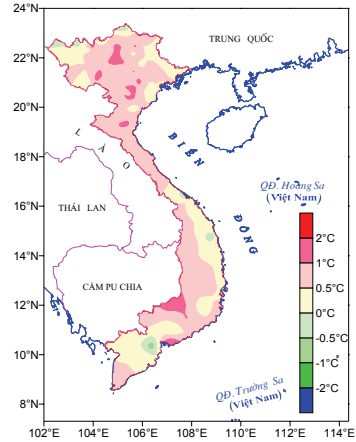 24°N
22°N
20°N
18°N
16°N
14°N
12°N
10°N
8°N
TRUNG QUỐC
LÀO
BIỂN ĐÔNG
THÁI LAN
CĂM PU CHIA
QĐ. Hoàng Sa
(Việt Nam)
QĐ. Trường Sa
(Việt Nam)
2°C
1°C
0.5°C
0°C
-0.5°C
-1°C
-2°C
102°E
104°E
106°E
108°E
110°E
112°E
114°E